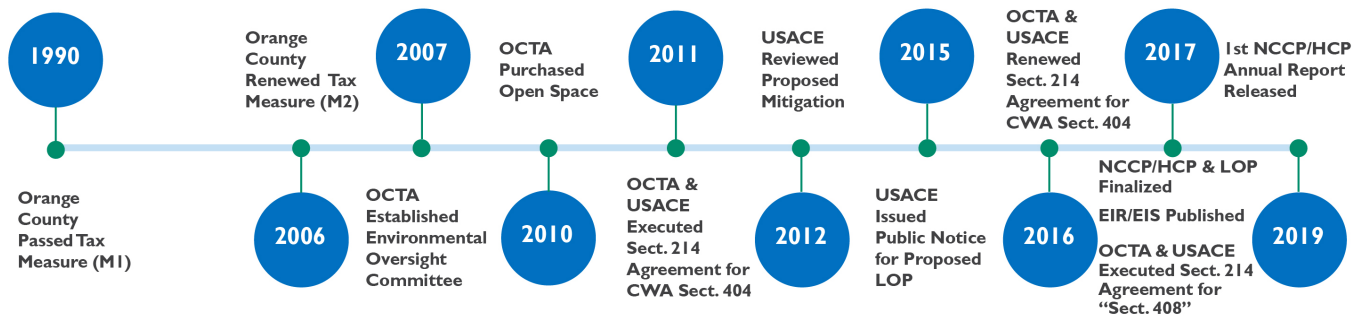 1990
Orange
County
Passed Tax
Measure (M1)
Orange
County
Renewed Tax
Measure (M2)
2006
2007
OCTA
Established
Environmental
Oversight
Committee
OCTA
Purchased
Open Space
2010
2011
OCTA &
USACE
Executed
Sect. 214
Agreement for
CWA Sect. 404
USACE
Reviewed
Proposed
Mitigation
2012
2015
USACE
Issued
Public Notice
for Proposed
LOP
OCTA &
USACE
Renewed
Sect. 214
Agreement for
CWA Sect. 404
2016
2017
NCCP/HCP & LOP
Finalized
EIR/EIS Published
OCTA & USACE
Executed Sect. 214
Agreement for
“Sect. 408”
1st NCCP/HCP
Annual Report
Released
2019